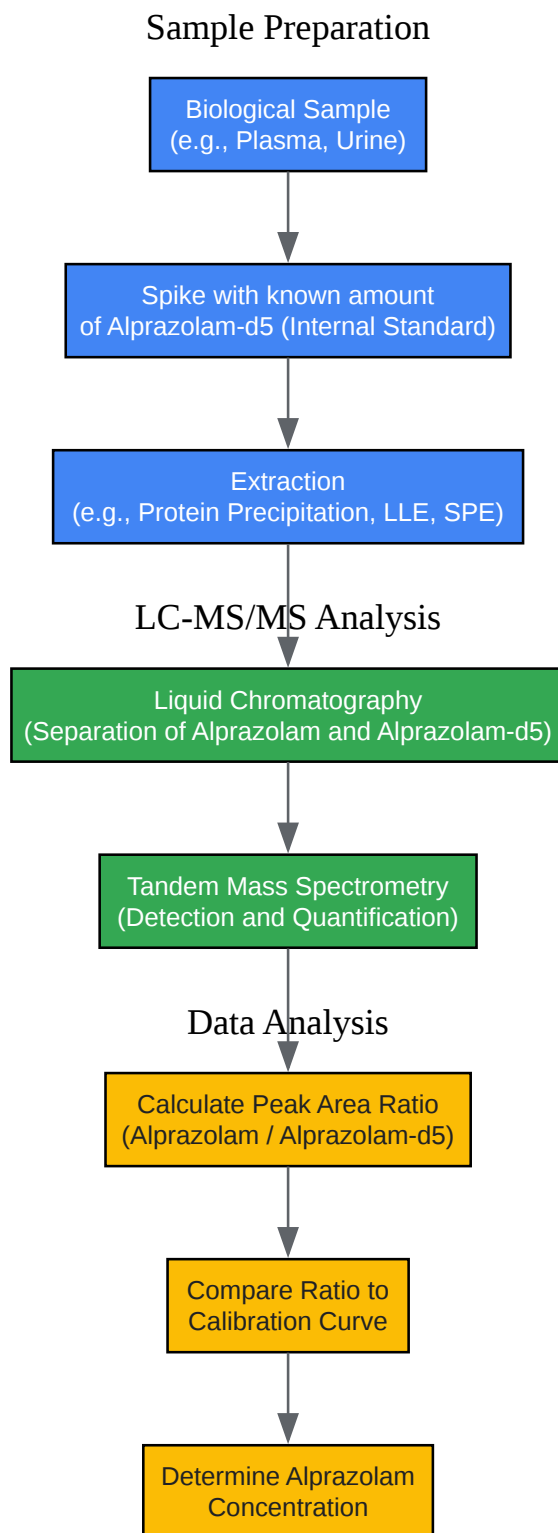 Sample Preparation
Biological Sample
(e.g., Plasma, Urine)
Spike with known amount
of Alprazolam-d5 (Internal Standard)
Extraction
(e.g., Protein Precipitation, LLE, SPE)
LC-MS/MS Analysis
Liquid Chromatography
(Separation of Alprazolam and Alprazolam-d5)
Tandem Mass Spectrometry
(Detection and Quantification)
Data Analysis
Calculate Peak Area Ratio
(Alprazolam / Alprazolam-d5)
Compare Ratio to
Calibration Curve
Determine Alprazolam
Concentration